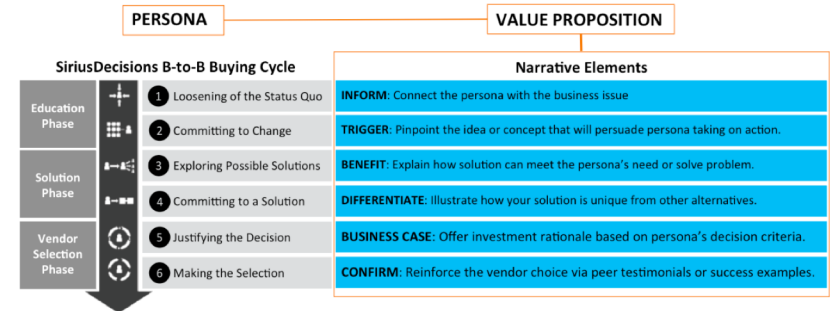 PERSONA
VALUE PROPOSITION
SiriusDecisions B-to-B Buying Cycle
Narrative Elements
Education
Phase
1 Loosening of the Status Quo
INFORM: Connect the persona with the business issue
2 Committing to Change
TRIGGER: Pinpoint the idea or concept that will persuade persona taking on action.
Solution
Phase
3 Exploring Possible Solutions
BENEFIT: Explain how solution can meet the persona's need or solve problem.
4 Committing to a Solution
DIFFERENTIATE: Illustrate how your solution is unique from other alternatives.
Vendor
Selection
Phase
5 Justifying the Decision
BUSINESS CASE: Offer investment rationale based on persona's decision criteria.
6 Making the Selection
CONFIRM: Reinforce the vendor choice via peer testimonials or success examples.